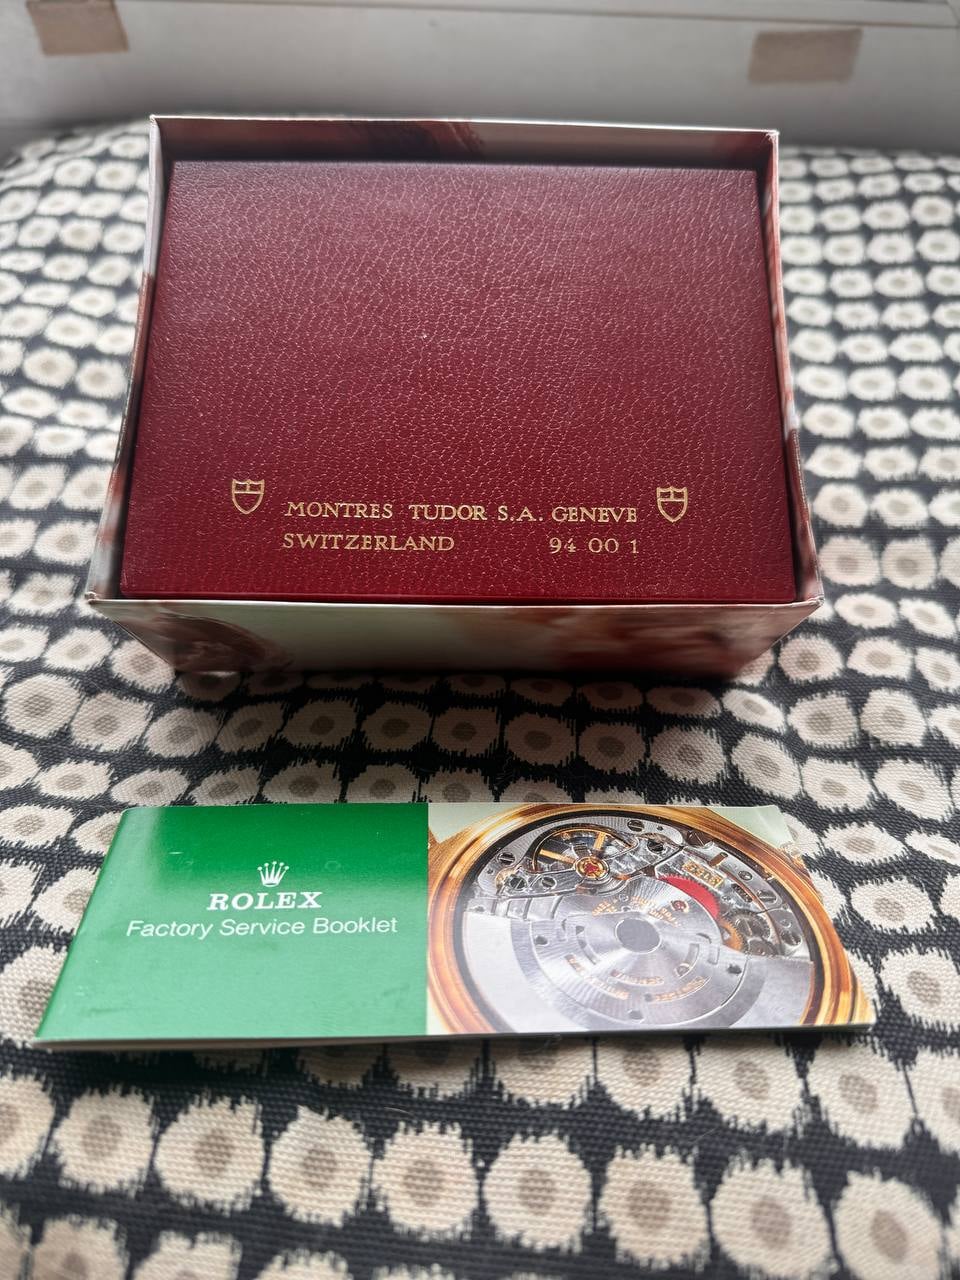 MONTRES TUDOR S.A. GENEVE
SWITZERLAND 94 00 1
ROLEX
Factory Service Booklet